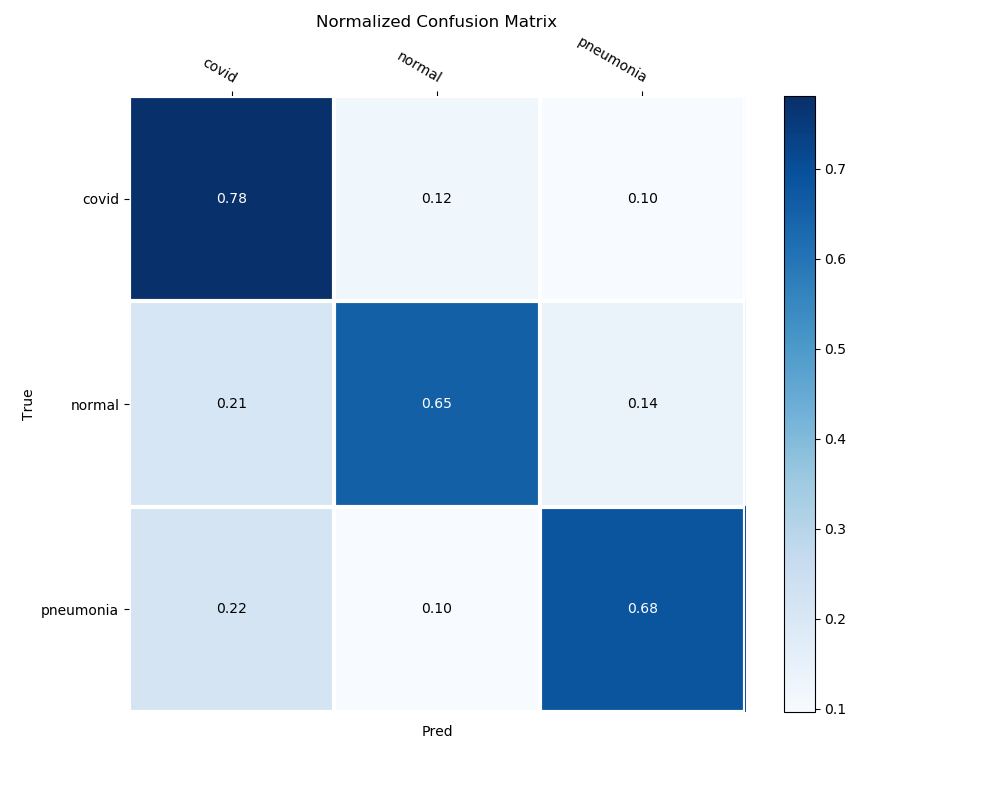 Normalized Confusion Matrix
covid normal pneumonia
covid 0.78 0.12 0.10
normal 0.21 0.65 0.14
pneumonia 0.22 0.10 0.68
True
Pred
0.7
0.6
0.5
0.4
0.3
0.2
0.1